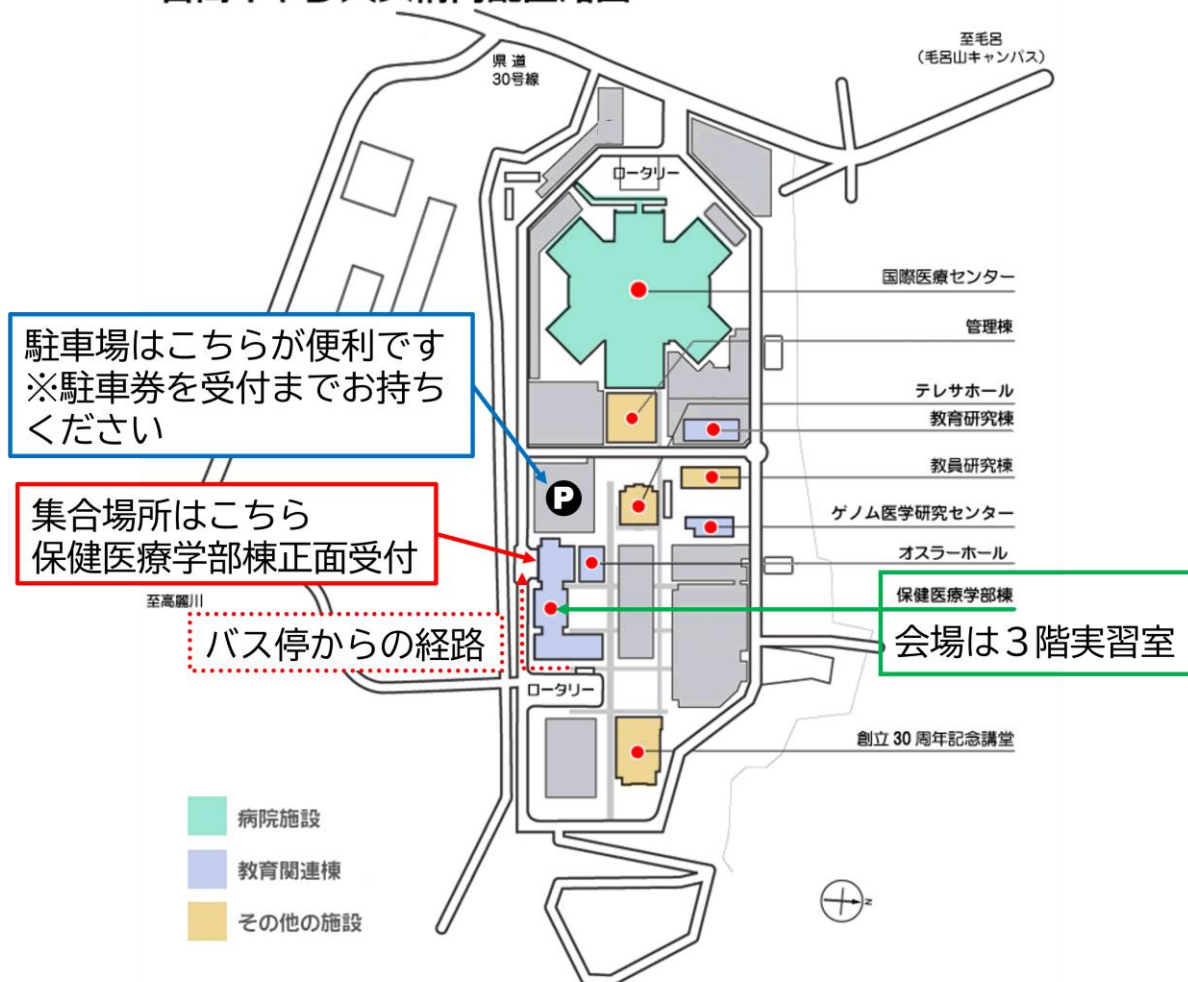 至毛呂
（毛呂山キャンパス）
県道
30号線
ロータリー
国際医療センター
管理棟
駐車場はこちらが便利です
※駐車券を受付までお持ち
ください
テレサホール
教育研究棟
教員研究棟
P
集合場所はこちら
保健医療学部棟正面受付
ゲノム医学研究センター
オスラーホール
保健医療学部棟
会場は３階実習室
至高麗川
バス停からの経路
ロータリー
創立30周年記念講堂
病院施設
教育関連棟
その他の施設
N